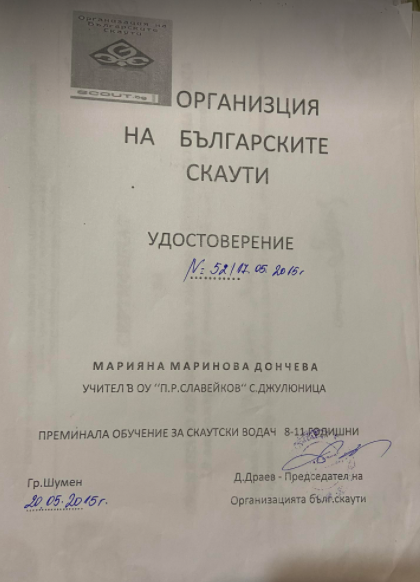 Организация на
Българските
Скаути
SCOUT.bg
ОРГАНИЗЦИЯ
НА БЪЛГАРСКИТЕ
СКАУТИ
УДОСТОВЕРЕНИЕ
№ 52/17.05.2015г
МАРИЯНА МАРИНОВА ДОНЧЕВА
УЧИТЕЛ В ОУ "П.Р.СЛАВЕЙКОВ" С.ДЖУЛЮНИЦА
ПРЕМИНАЛА ОБУЧЕНИЕ ЗА СКАУТСКИ ВОДАЧ 8-11 ГОДИШНИ
Гр.Шумен
Д.Драев - Председател на
20.05.2015г.
Организацията бълг.скаути